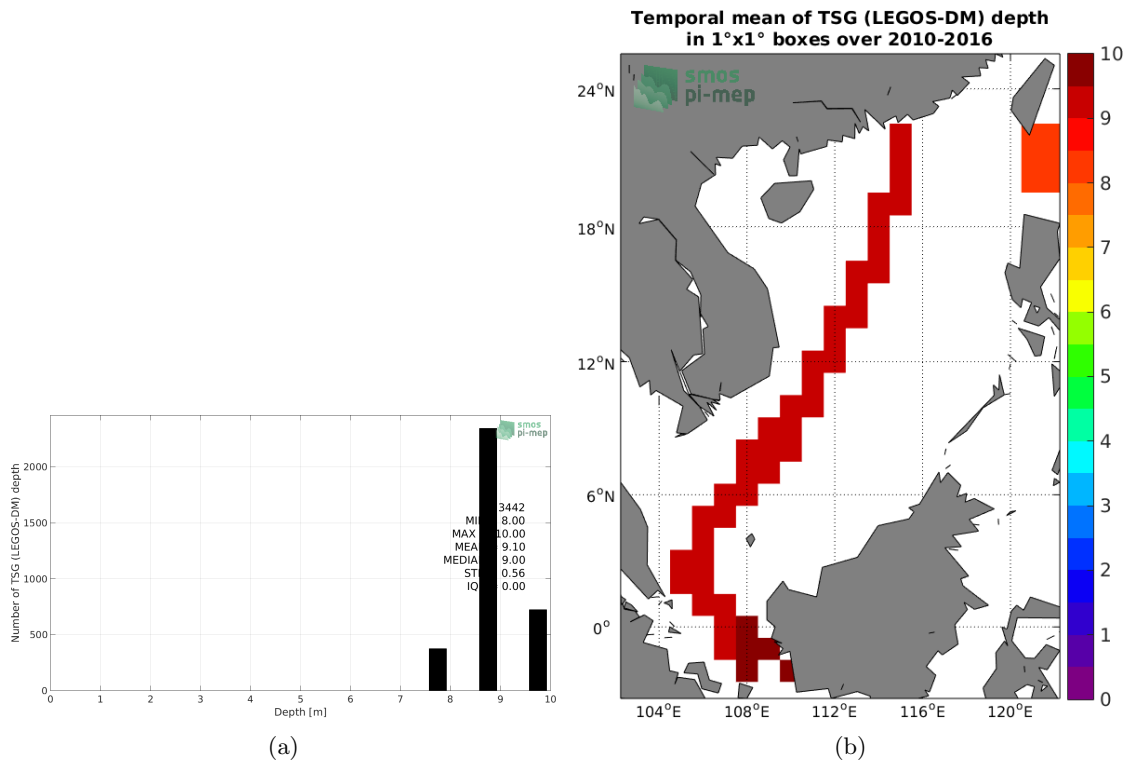 Temporal mean of TSG (LEGOS-DM) depth
in 1°x1° boxes over 2010-2016
smos
pi-mep
24°N
18°N
12°N
6°N
0°
104°E 108°E 112°E 116°E 120°E
10
9
8
7
6
5
4
3
2
1
0
(b)
smos
pi-mep
Number of TSG (LEGOS-DM) depth
2000
1500
1000
500
0
3442
8.00
MAX 10.00
9.10
9.00
0.56
0.00
0 1 2 3 4 5 6 7 8 9 10
Depth [m]
(a)